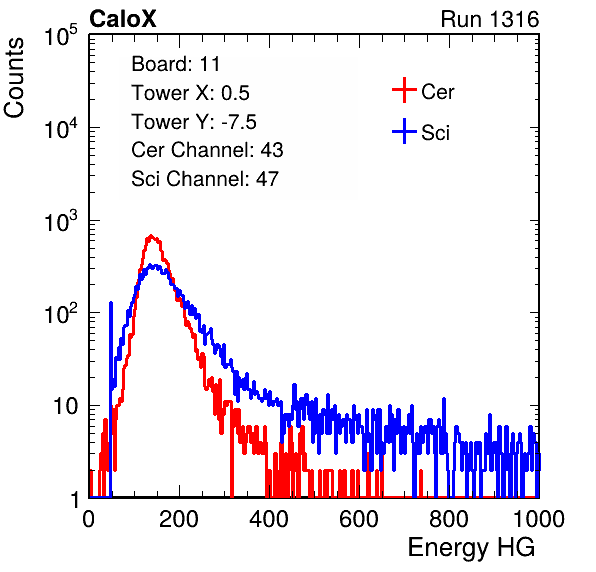 CaloX Run 1316
Board: 11
Tower X: 0.5
Tower Y: -7.5
Cer Channel: 43
Sci Channel: 47
Cer
Sci
Counts
10^5
10^4
10^3
10^2
10
1
0 200 400 600 800 1000
Energy HG